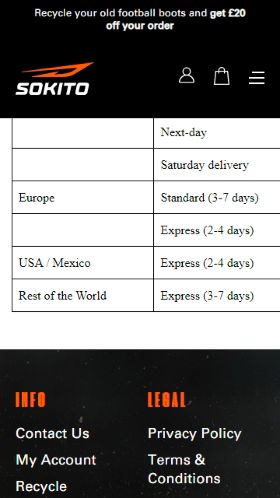 Recycle your old football boots and get £20
off your order
SOKITO
Next-day
Saturday delivery
Europe Standard (3-7 days)
Express (2-4 days)
USA / Mexico Express (2-4 days)
Rest of the World Express (3-7 days)
INFO LEGAL
Contact Us Privacy Policy
My Account Terms &
Conditions
Recycle